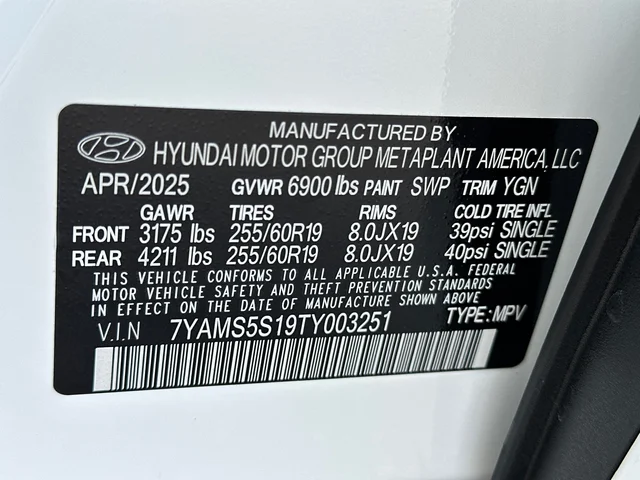 MANUFACTURED BY
HYUNDAI MOTOR GROUP METAPLANT AMERICA, LLC
APR/2025 GVWR 6900 lbs PAINT SWP TRIM YGN
GAWR TIRES RIMS COLD TIRE INFL
FRONT 3175 lbs 255/60R19 8.0JX19 39psi SINGLE
REAR 4211 lbs 255/60R19 8.0JX19 40psi SINGLE
THIS VEHICLE CONFORMS TO ALL APPLICABLE U.S.A. FEDERAL
MOTOR VEHICLE SAFETY AND THEFT PREVENTION STANDARDS
IN EFFECT ON THE DATE OF MANUFACTURE SHOWN ABOVE.
V.I.N 7YAMS5S19TY003251 TYPE: MPV